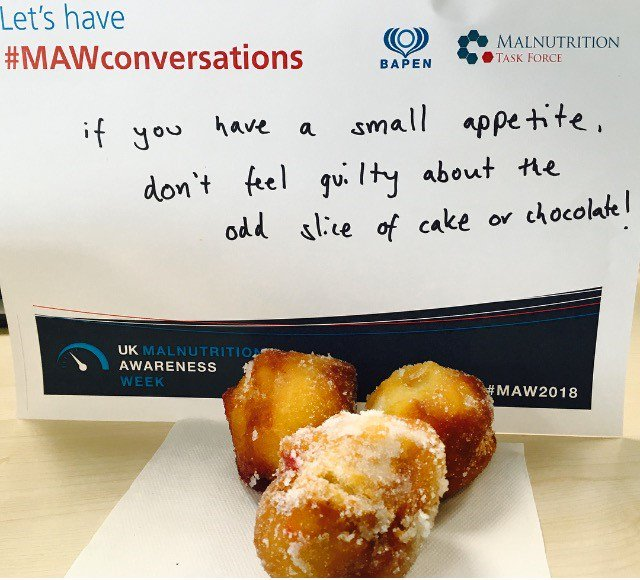 Let's have
#MAWconversations
BAPEN
MALNUTRITION
TASK FORCE
if you have a small appetite,
don't feel guilty about the
odd slice of cake or chocolate!
UK MALNUTRITION
AWARENESS
WEEK
#MAW2018